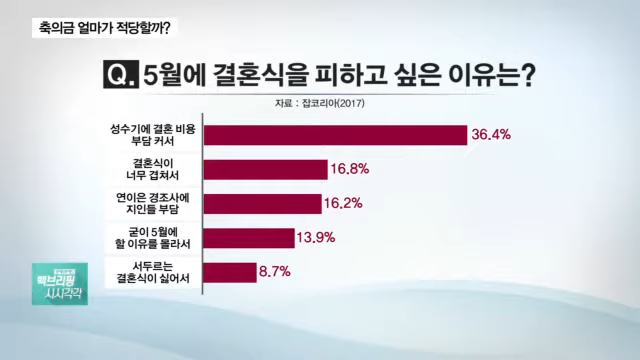 축의금 얼마가 적당할까?
Q. 5월에 결혼식을 피하고 싶은 이유는?
자료 : 잡코리아(2017)
성수기에 결혼 비용
부담 커서
36.4%
결혼식이
너무 겹쳐서
16.8%
연이은 경조사에
지인들 부담
16.2%
굳이 5월에
할 이유를 몰라서
13.9%
서두르는
결혼식이 싫어서
8.7%
백브리핑
시시각각